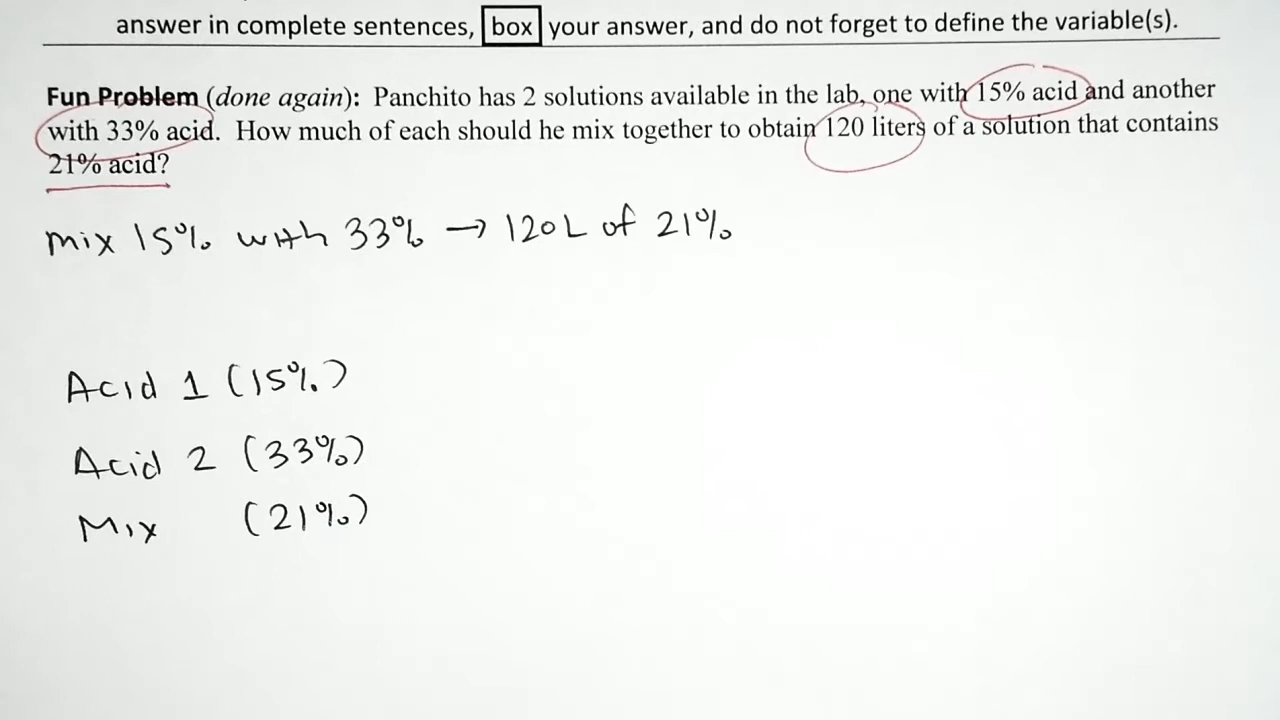 answer in complete sentences, box your answer, and do not forget to define the variable(s).
Fun Problem (done again): Panchito has 2 solutions available in the lab, one with 15% acid and another
with 33% acid. How much of each should he mix together to obtain 120 liters of a solution that contains
21% acid?
Mix 15% with 33% → 120L of 21%
Acid 1 (15%)
Acid 2 (33%)
Mix (21%)